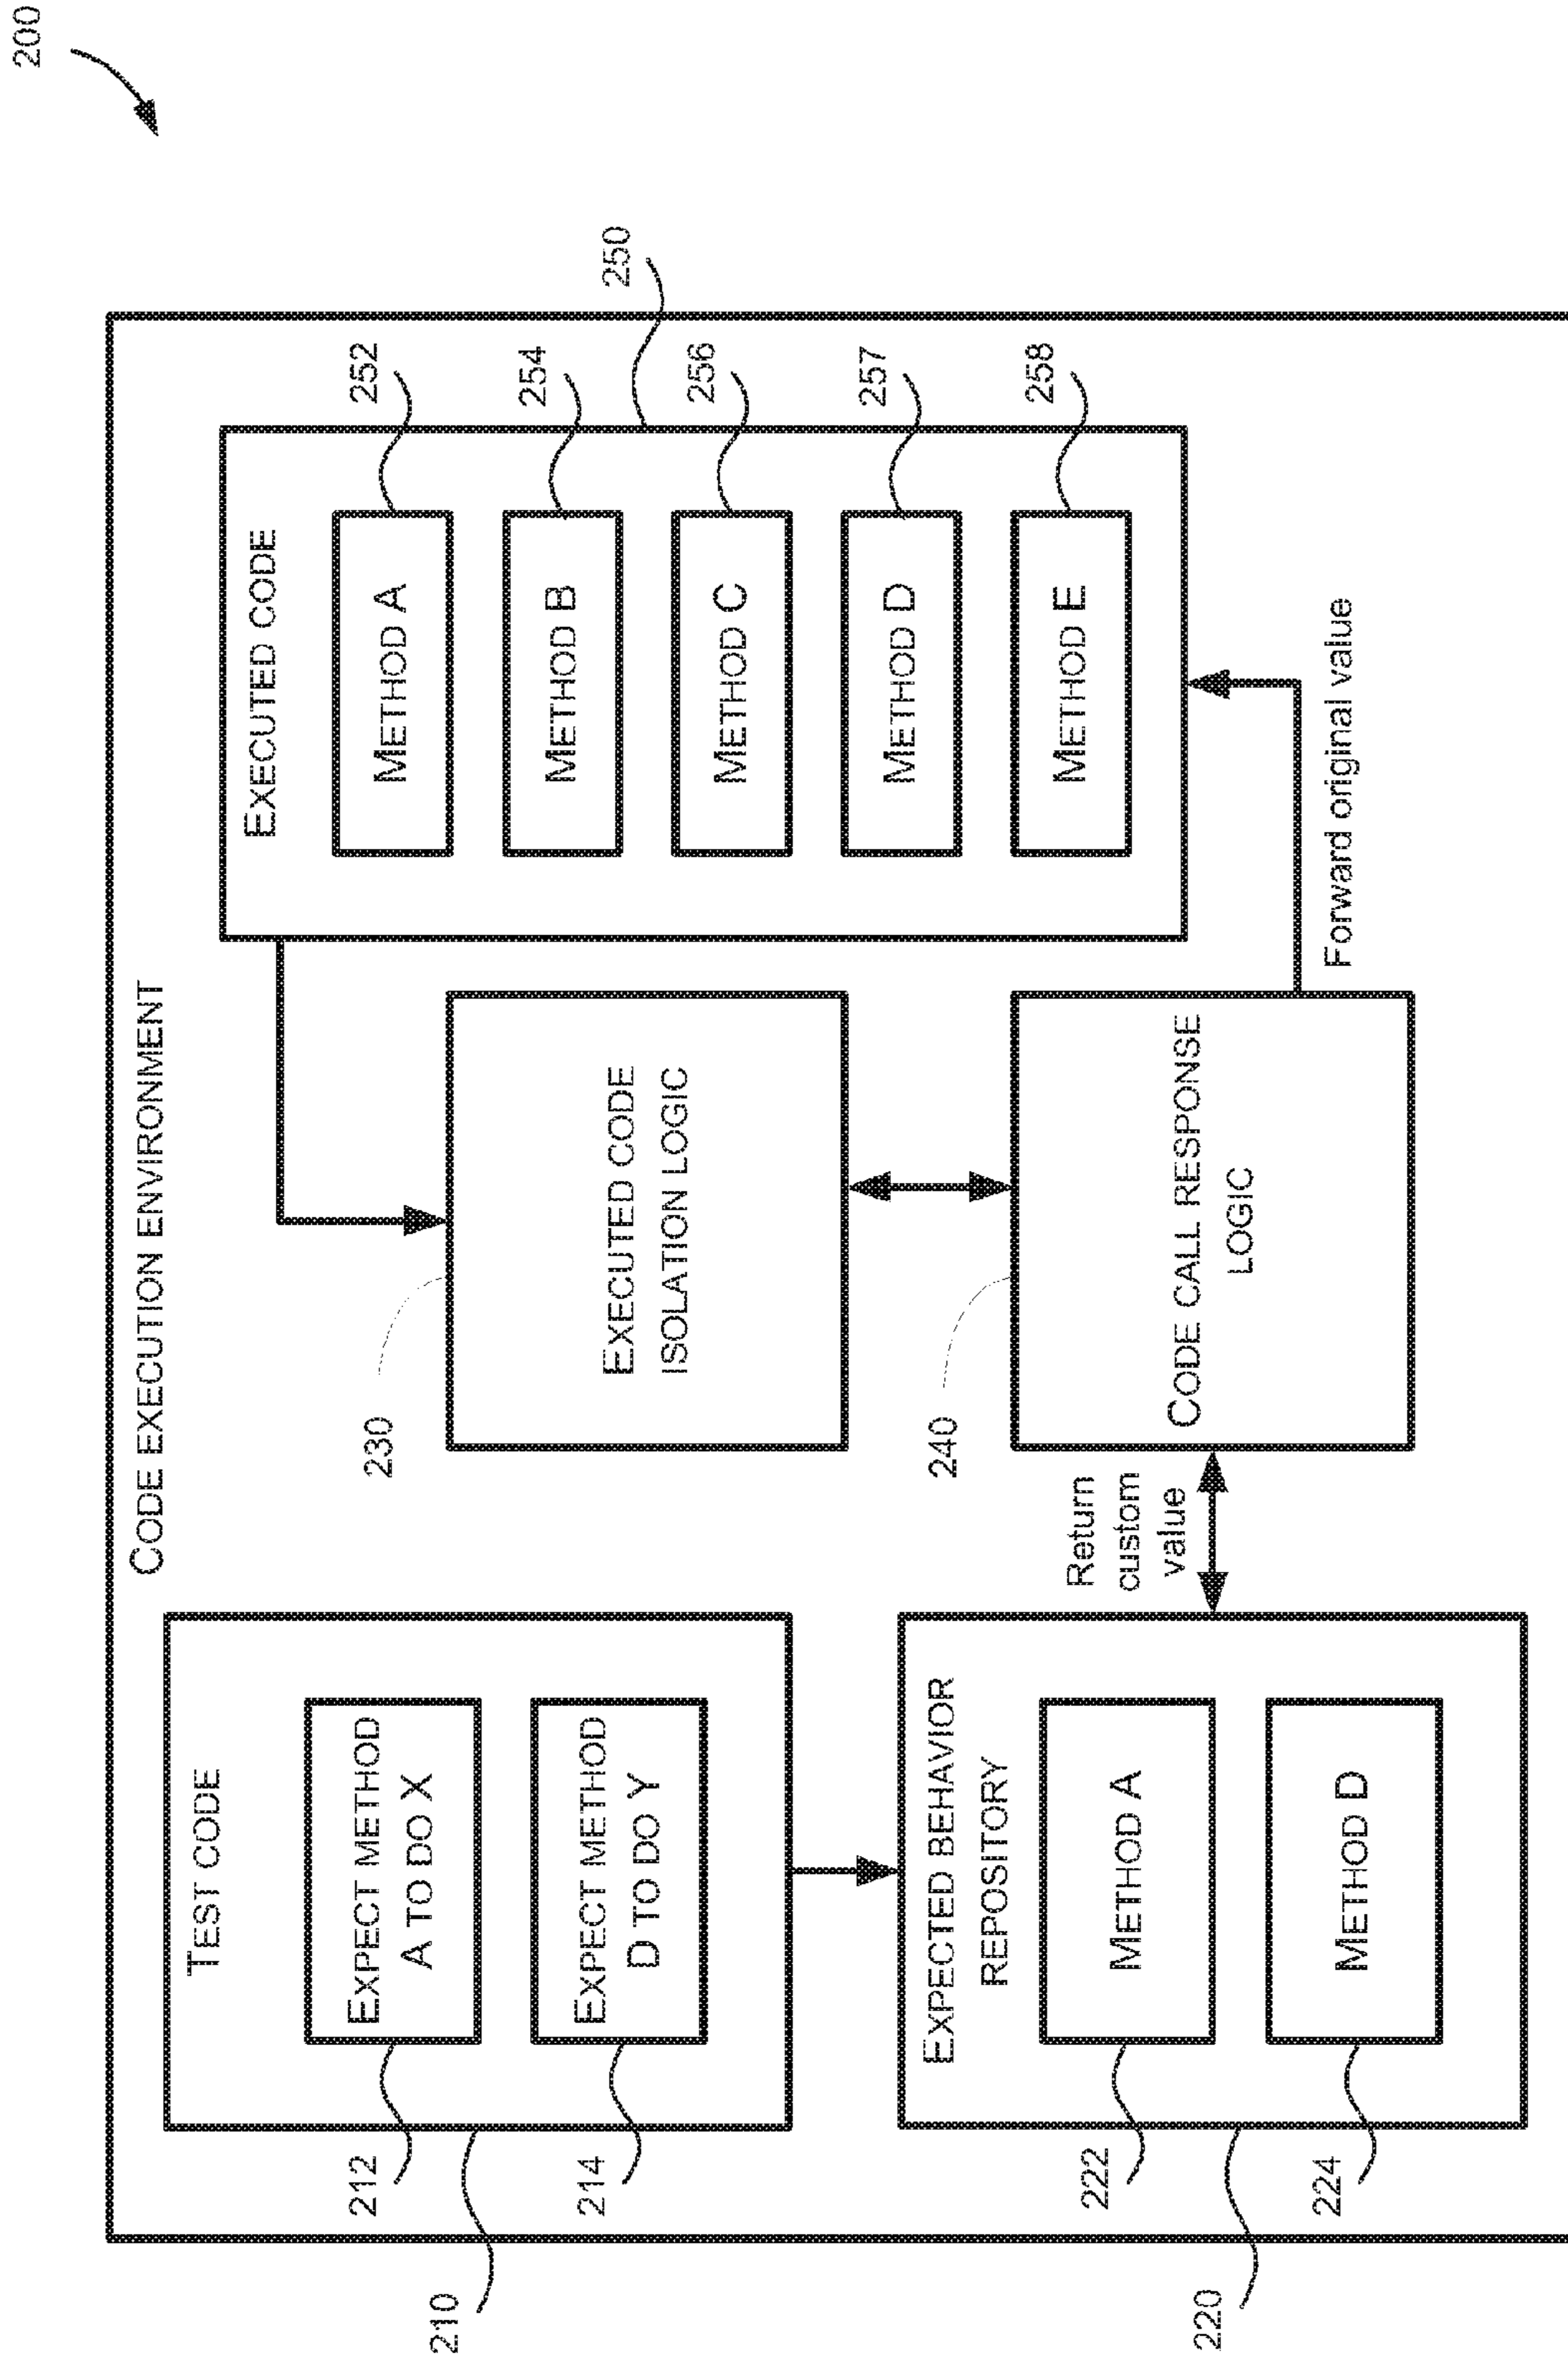 200
CODE EXECUTION ENVIRONMENT
TEST CODE
EXPECT METHOD
A TO DO X
EXPECT METHOD
D TO DO Y
212
214
210
EXPECTED BEHAVIOR
REPOSITORY
METHOD A
METHOD D
222
224
220
Return
custom
value
230
EXECUTED CODE
ISOLATION LOGIC
240
CODE CALL RESPONSE
LOGIC
Forward original value
EXECUTED CODE
METHOD A
METHOD B
METHOD C
METHOD D
METHOD E
252
254
256
257
258
250